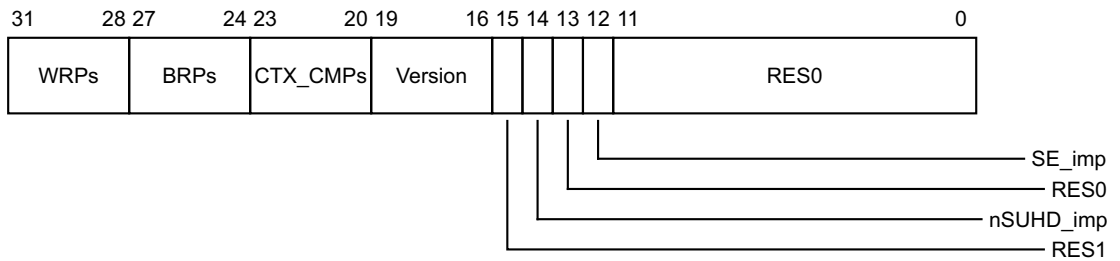 31 28 27 24 23 20 19 16 15 14 13 12 11 0
WRPs BRPs CTX_CMPs Version RES0
SE_imp
RES0
nSUHD_imp
RES1